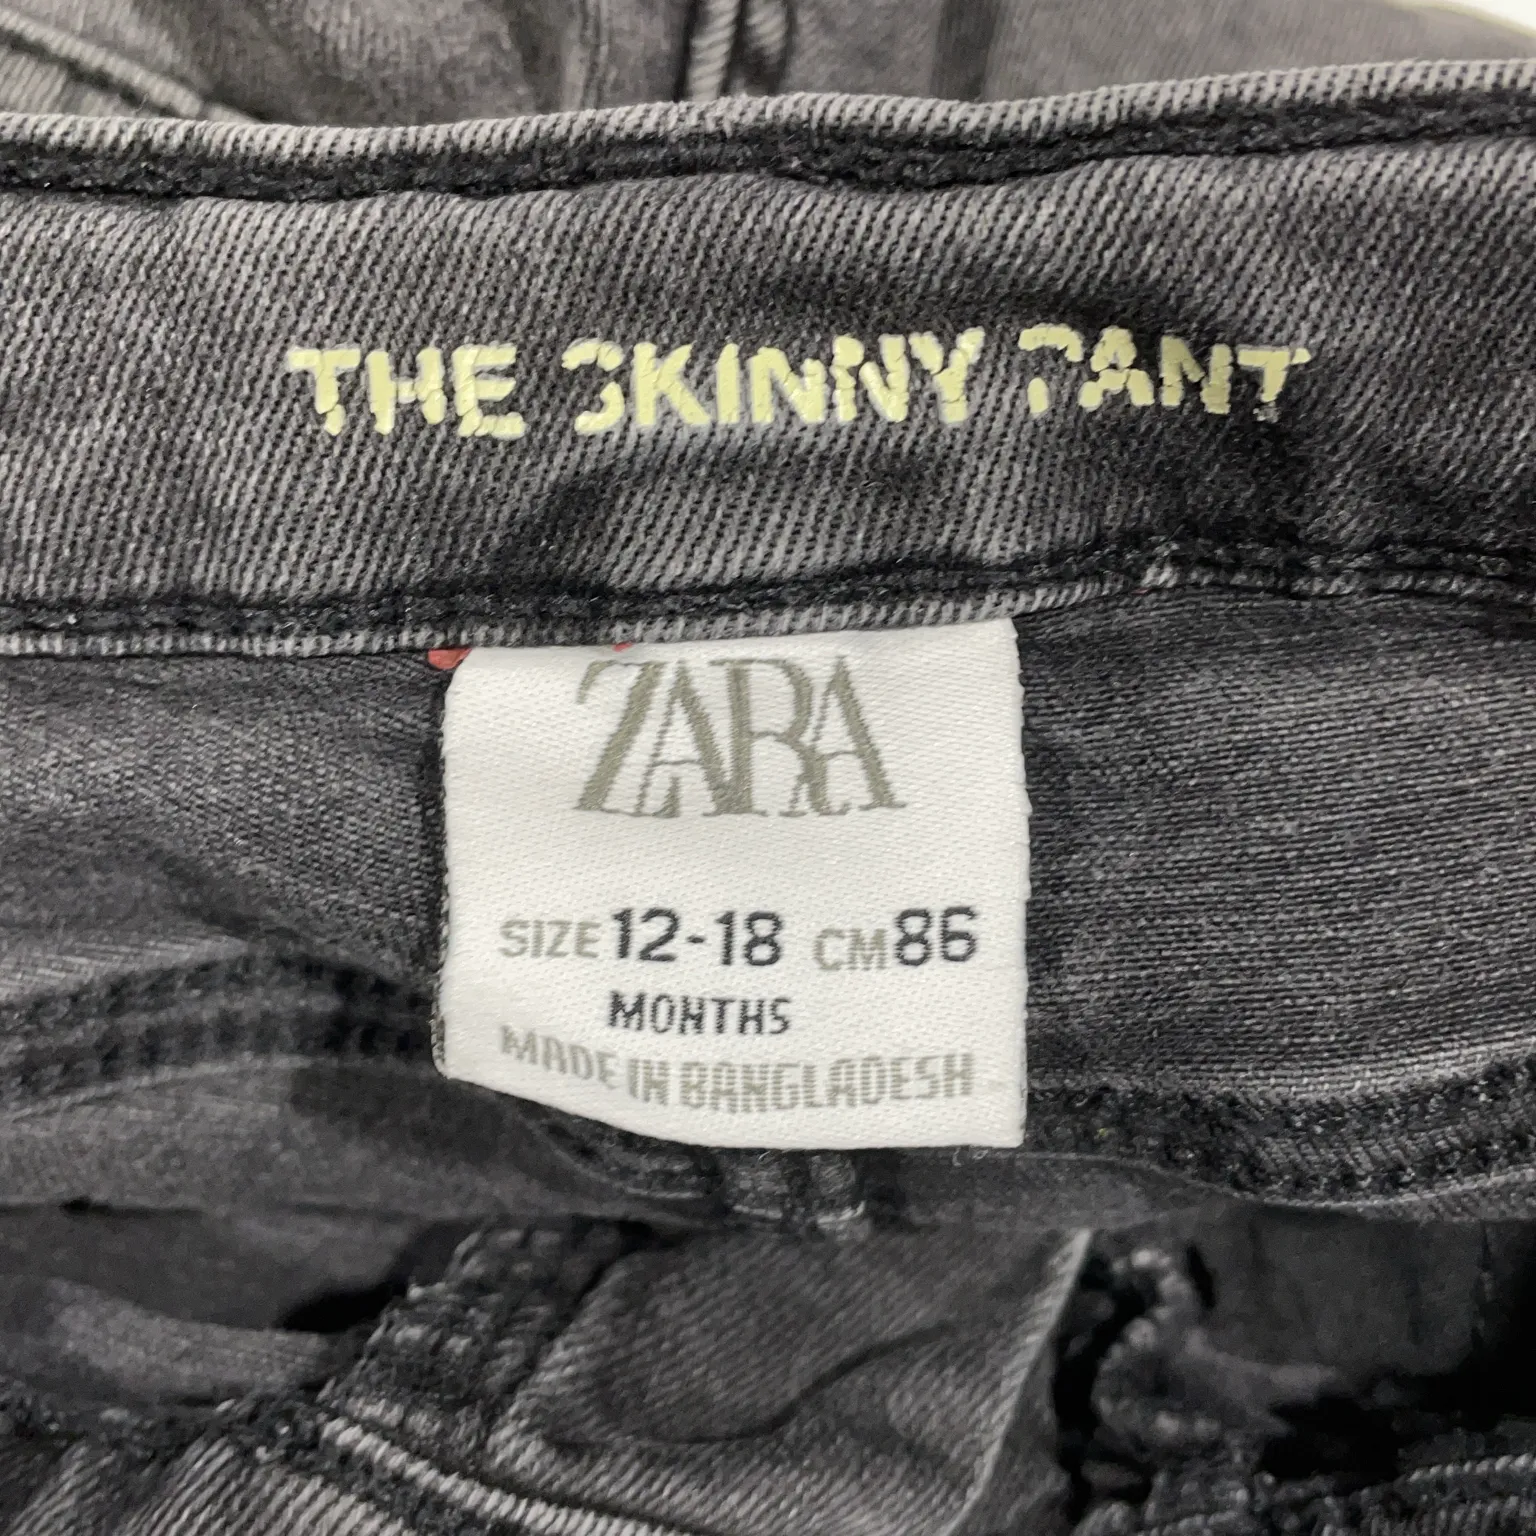 THE SKINNY PANT
ZARA
SIZE 12-18 CM 86
MONTHS
MADE IN BANGLADESH